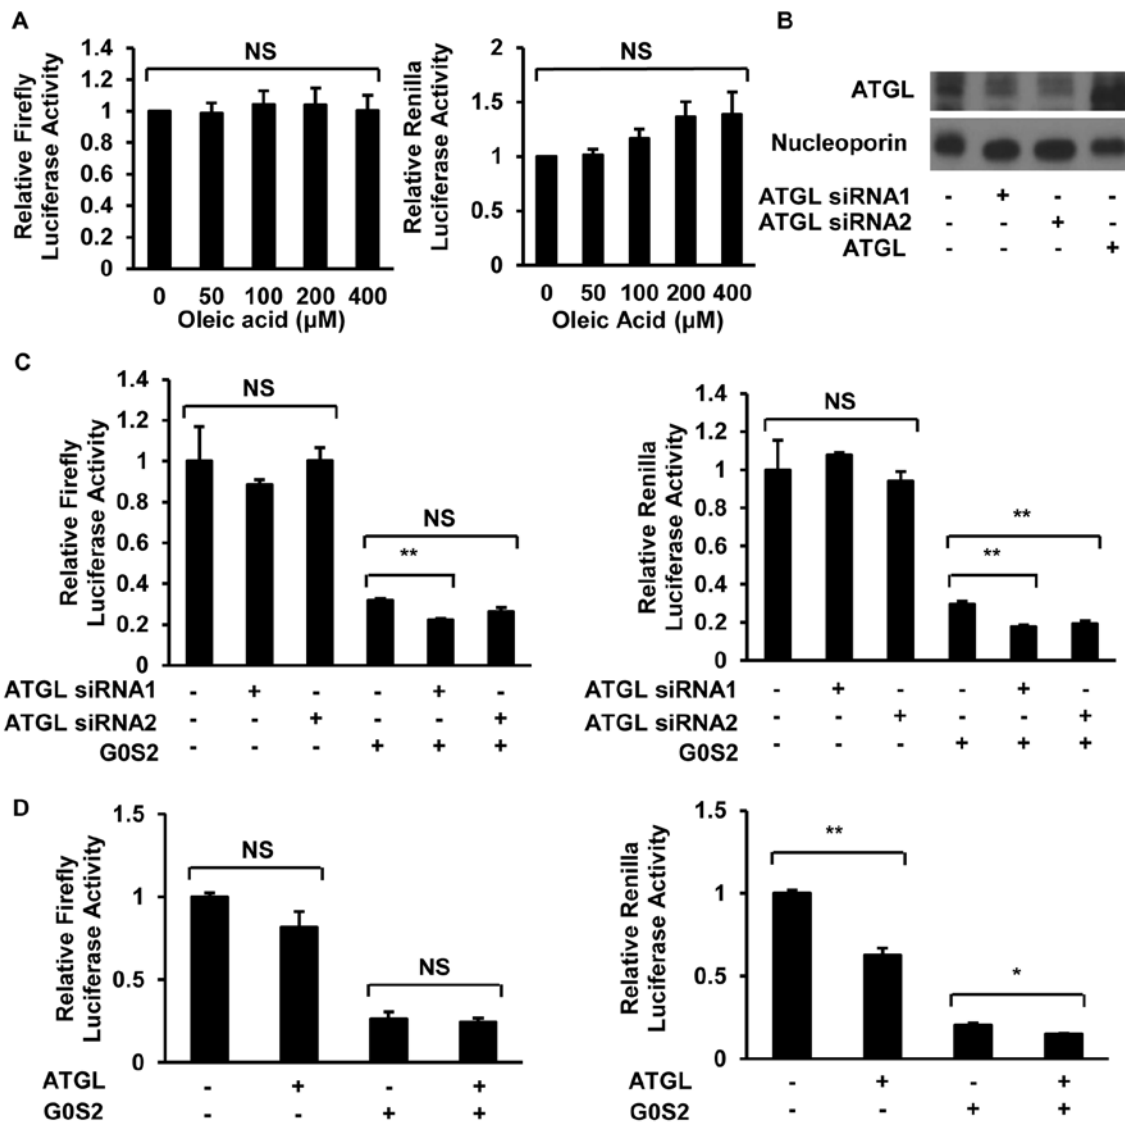 A
Relative Firefly
Luciferase Activity
1.4
1.2
1
0.8
0.6
0.4
0.2
0
NS
0 50 100 200 400
Oleic acid (µM)
Relative Renilla
Luciferase Activity
2
1.5
1
0.5
0
NS
0 50 100 200 400
Oleic Acid (µM)
B
ATGL
Nucleoporin
ATGL siRNA1 - + - -
ATGL siRNA2 - - + -
ATGL - - - +
C
Relative Firefly
Luciferase Activity
1.4
1.2
1
0.8
0.6
0.4
0.2
0
NS
NS
**
ATGL siRNA1 - + - - + -
ATGL siRNA2 - - + - - +
G0S2 - - - + + +
Relative Renilla
Luciferase Activity
1.4
1.2
1
0.8
0.6
0.4
0.2
0
NS
**
**
ATGL siRNA1 - + - - + -
ATGL siRNA2 - - + - - +
G0S2 - - - + + +
D
Relative Firefly
Luciferase Activity
1.5
1
0.5
0
NS
NS
ATGL - + - +
G0S2 - - + +
Relative Renilla
Luciferase Activity
1.5
1
0.5
0
**
*
ATGL - + - +
G0S2 - - + +